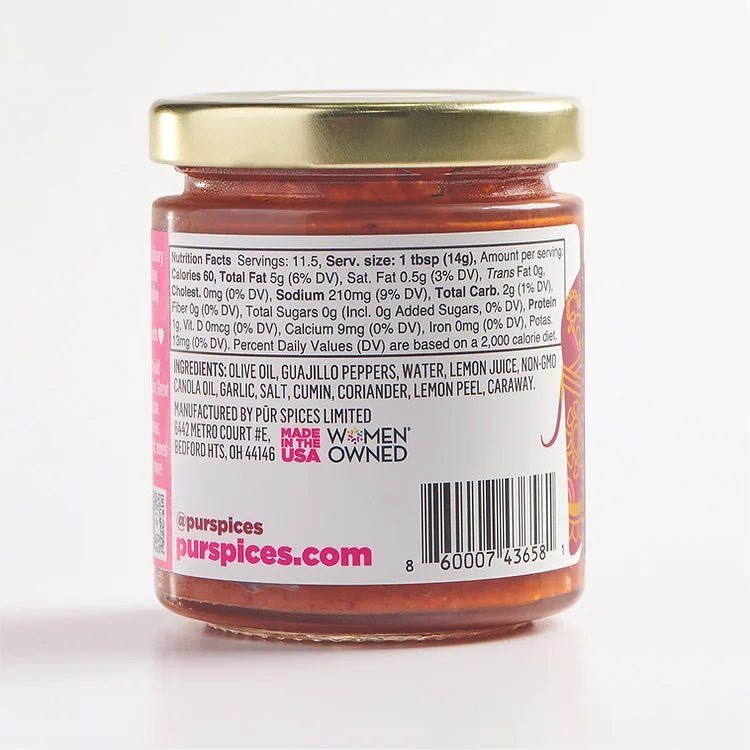 Nutrition Facts Servings: 11.5, Serv. size: 1 tbsp (14g), Amount per serving:
Calories 60, Total Fat 5g (6% DV), Sat. Fat 0.5g (3% DV), Trans Fat 0g,
Cholest. 0mg (0% DV), Sodium 210mg (9% DV), Total Carb. 2g (1% DV),
Fiber 0g (0% DV), Total Sugars 0g (Incl. 0g Added Sugars, 0% DV), Protein
1g, Vit. D 0mcg (0% DV), Calcium 9mg (0% DV), Iron 0mg (0% DV), Potas.
13mg (0% DV). Percent Daily Values (DV) are based on a 2,000 calorie diet.
INGREDIENTS: OLIVE OIL, GUAJILLO PEPPERS, WATER, LEMON JUICE, NON-GMO
CANOLA OIL, GARLIC, SALT, CUMIN, CORIANDER, LEMON PEEL, CARAWAY.
MANUFACTURED BY PŪR SPICES LIMITED
6442 METRO COURT #E,
BEDFORD HTS, OH 44146
MADE
IN THE
USA
WOMEN
OWNED
@purspices
purspices.com
8 60007 43658 1